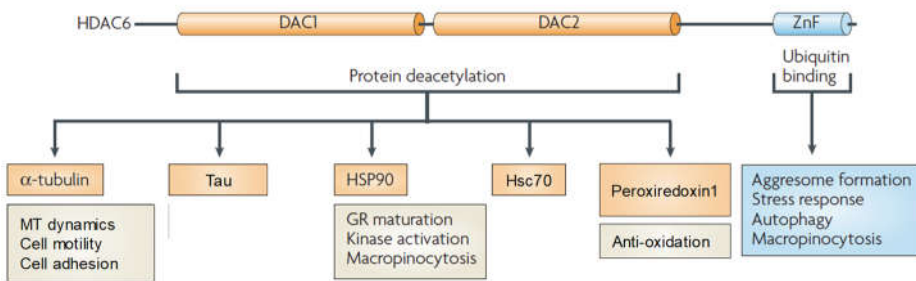 HDAC6
DAC1
DAC2
ZnF
Protein deacetylation
Ubiquitin
binding
α-tubulin
Tau
HSP90
Hsc70
Peroxiredoxin1
MT dynamics
Cell motility
Cell adhesion
GR maturation
Kinase activation
Macropinocytosis
Anti-oxidation
Aggresome formation
Stress response
Autophagy
Macropinocytosis